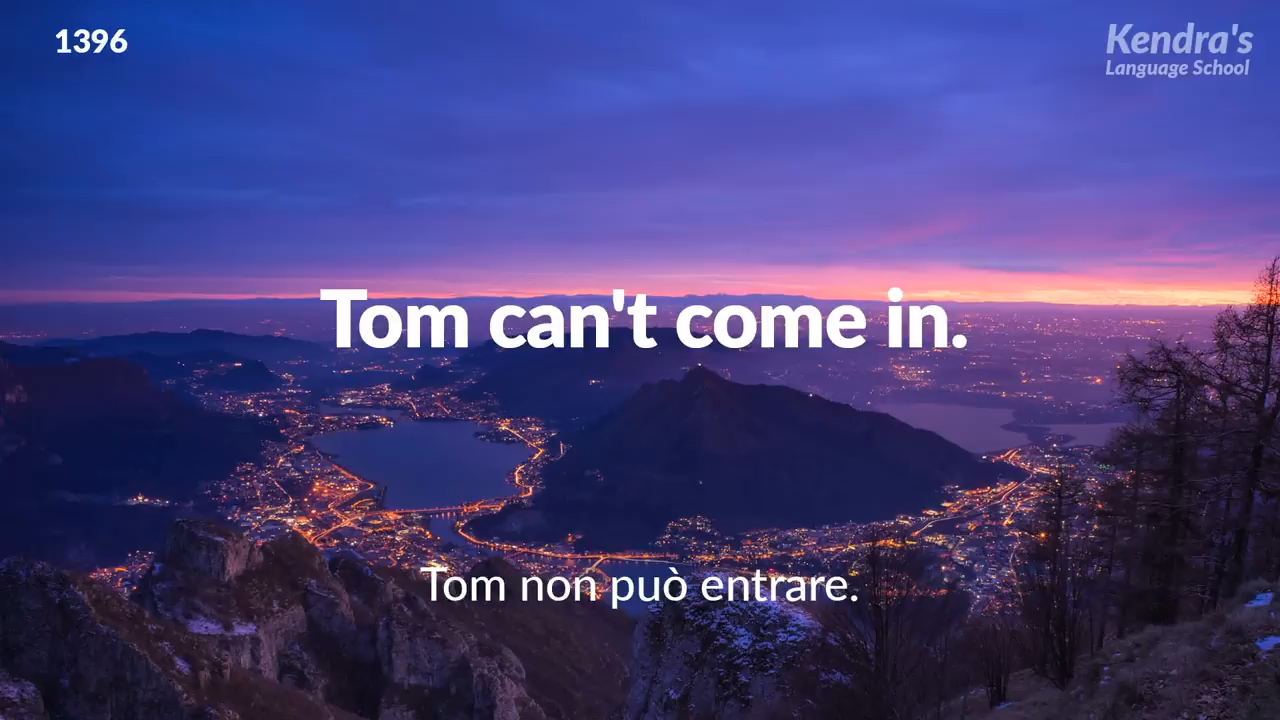 1396
Kendra's
Language School
Tom can't come in.
Tom non può entrare.